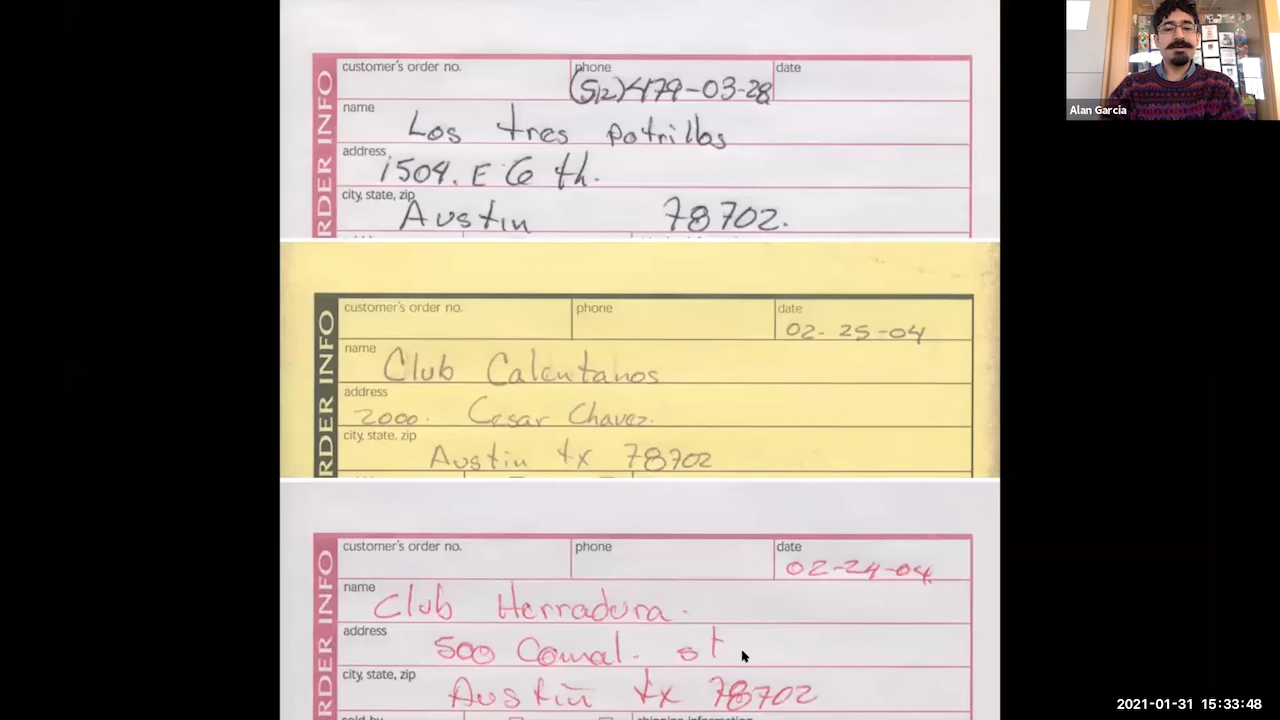 Alan Garcia
customer's order no. phone date
(512)479-03-28
name
Los tres potrillos
address
1504. E 6 th.
city, state, zip
Austin 78702.
RDER INFO
customer's order no. phone date
02-25-04
name
Club Calentanos
address
2000. Cesar Chavez.
city, state, zip
Austin tx 78702
RDER INFO
customer's order no. phone date
02-24-04
name
Club Herradura.
address
500 Comal. st
city, state, zip
Austin tx 78702
RDER INFO
2021-01-31 15:33:48